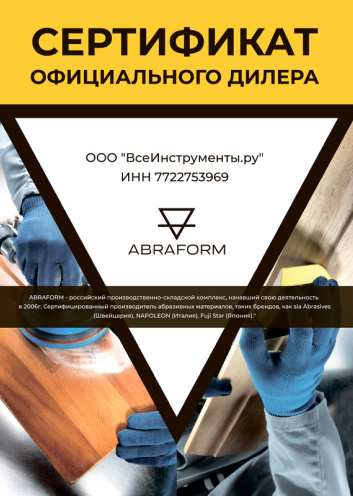 СЕРТИФИКАТ
ОФИЦИАЛЬНОГО ДИЛЕРА
ООО "ВсеИнструменты.ру"
ИНН 7722753969
ABRAFORM
ABRAFORM - российский производственно-складской комплекс, начавший свою деятельность
в 2006г. Сертифицированный производитель абразивных материалов, таких брендов, как sia Abrasives
(Швейцария), NAPOLEON (Италия), Fuji Star (Япония)."